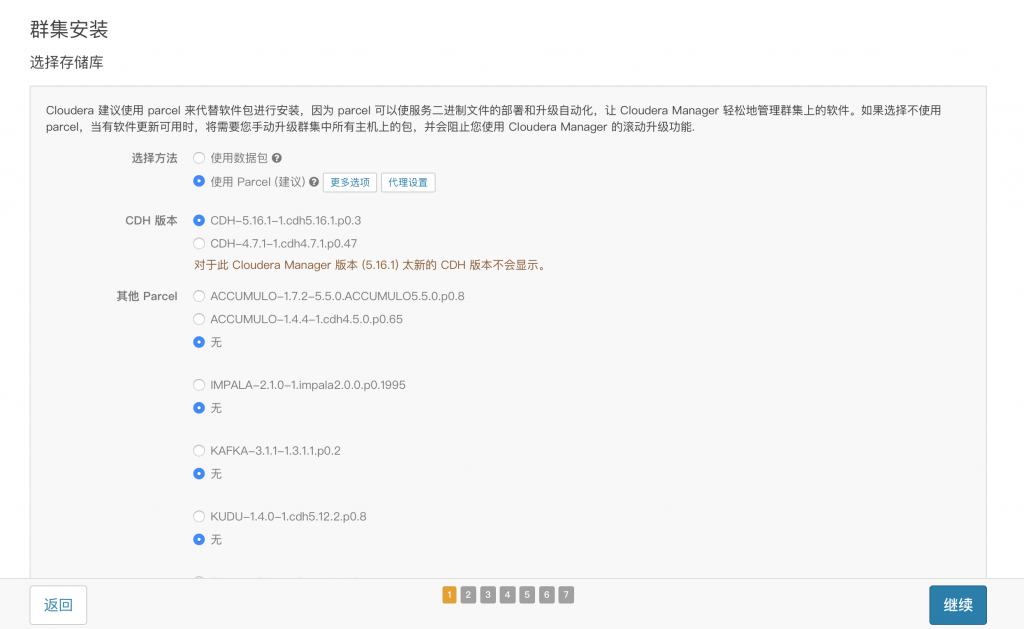 群集安装
选择存储库
Cloudera 建议使用 parcel 来代替软件包进行安装，因为 parcel 可以使服务二进制文件的部署和升级自动化，让 Cloudera Manager 轻松地管理群集上的软件。如果选择不使用
parcel，当有软件更新可用时，将需要您手动升级群集中所有主机上的包，并会阻止您使用 Cloudera Manager 的滚动升级功能.
选择方法 使用数据包 ?
使用 Parcel (建议) ? 更多选项 代理设置
CDH 版本 CDH-5.16.1-1.cdh5.16.1.p0.3
CDH-4.7.1-1.cdh4.7.1.p0.47
对于此 Cloudera Manager 版本 (5.16.1) 太新的 CDH 版本不会显示。
其他 Parcel ACCUMULO-1.7.2-5.5.0.ACCUMULO5.5.0.p0.8
ACCUMULO-1.4.4-1.cdh4.5.0.p0.65
无
IMPALA-2.1.0-1.impala2.0.0.p0.1995
无
KAFKA-3.1.1-1.3.1.1.p0.2
无
KUDU-1.4.0-1.cdh5.12.2.p0.8
无
返回 1 2 3 4 5 6 7 继续